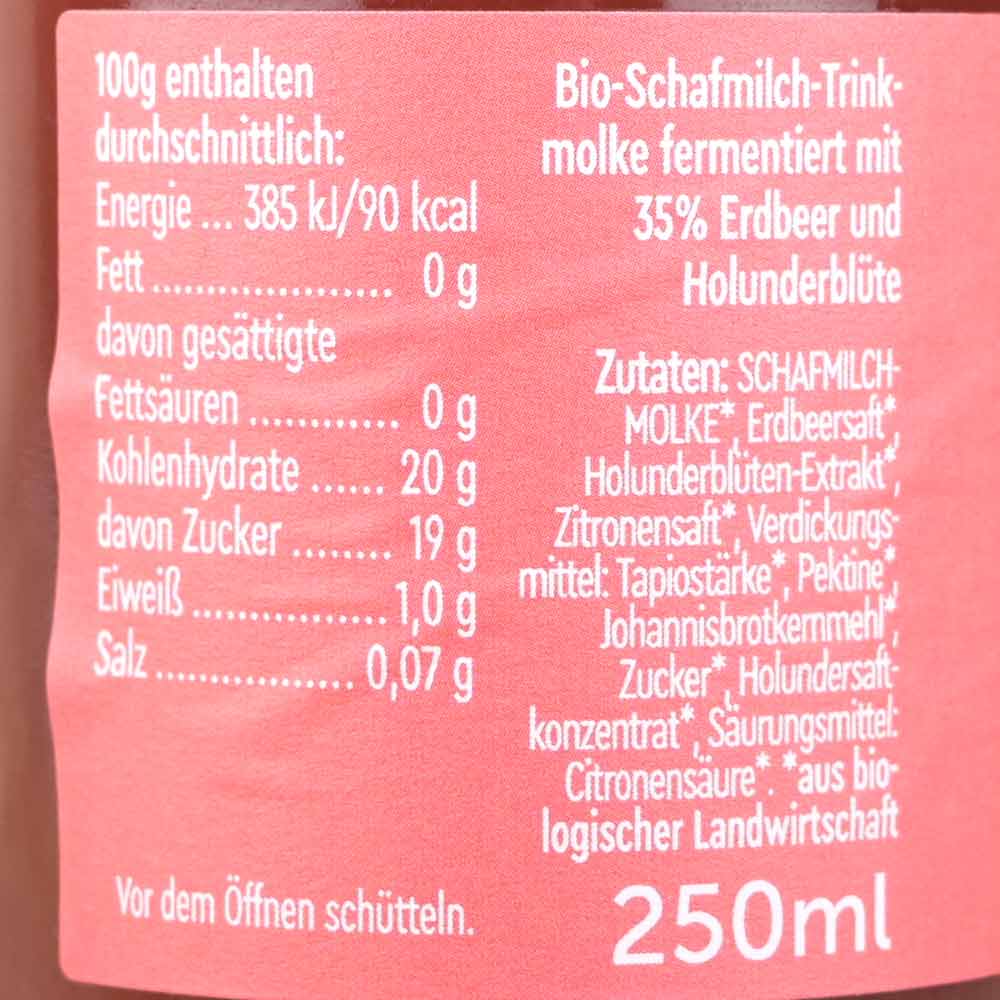 100g enthalten
durchschnittlich:
Energie ... 385 kJ/90 kcal
Fett .................. 0 g
davon gesättigte
Fettsäuren ............ 0 g
Kohlenhydrate ...... 20 g
davon Zucker ........ 19 g
Eiweiß ................ 1,0 g
Salz ................ 0,07 g
Vor dem Öffnen schütteln.
Bio-Schafmilch-Trink-
molke fermentiert mit
35% Erdbeer und
Holunderblüte
Zutaten: SCHAFMILCH-
MOLKE*, Erdbeersaft*,
Holunderblüten-Extrakt*,
Zitronensaft*, Verdickungs-
mittel: Tapiostärke*, Pektine*,
Johannisbrotkernmehl*,
Zucker*, Holundersaft-
konzentrat*, Säurungsmittel:
Citronensäure*. *aus bio-
logischer Landwirtschaft
250ml